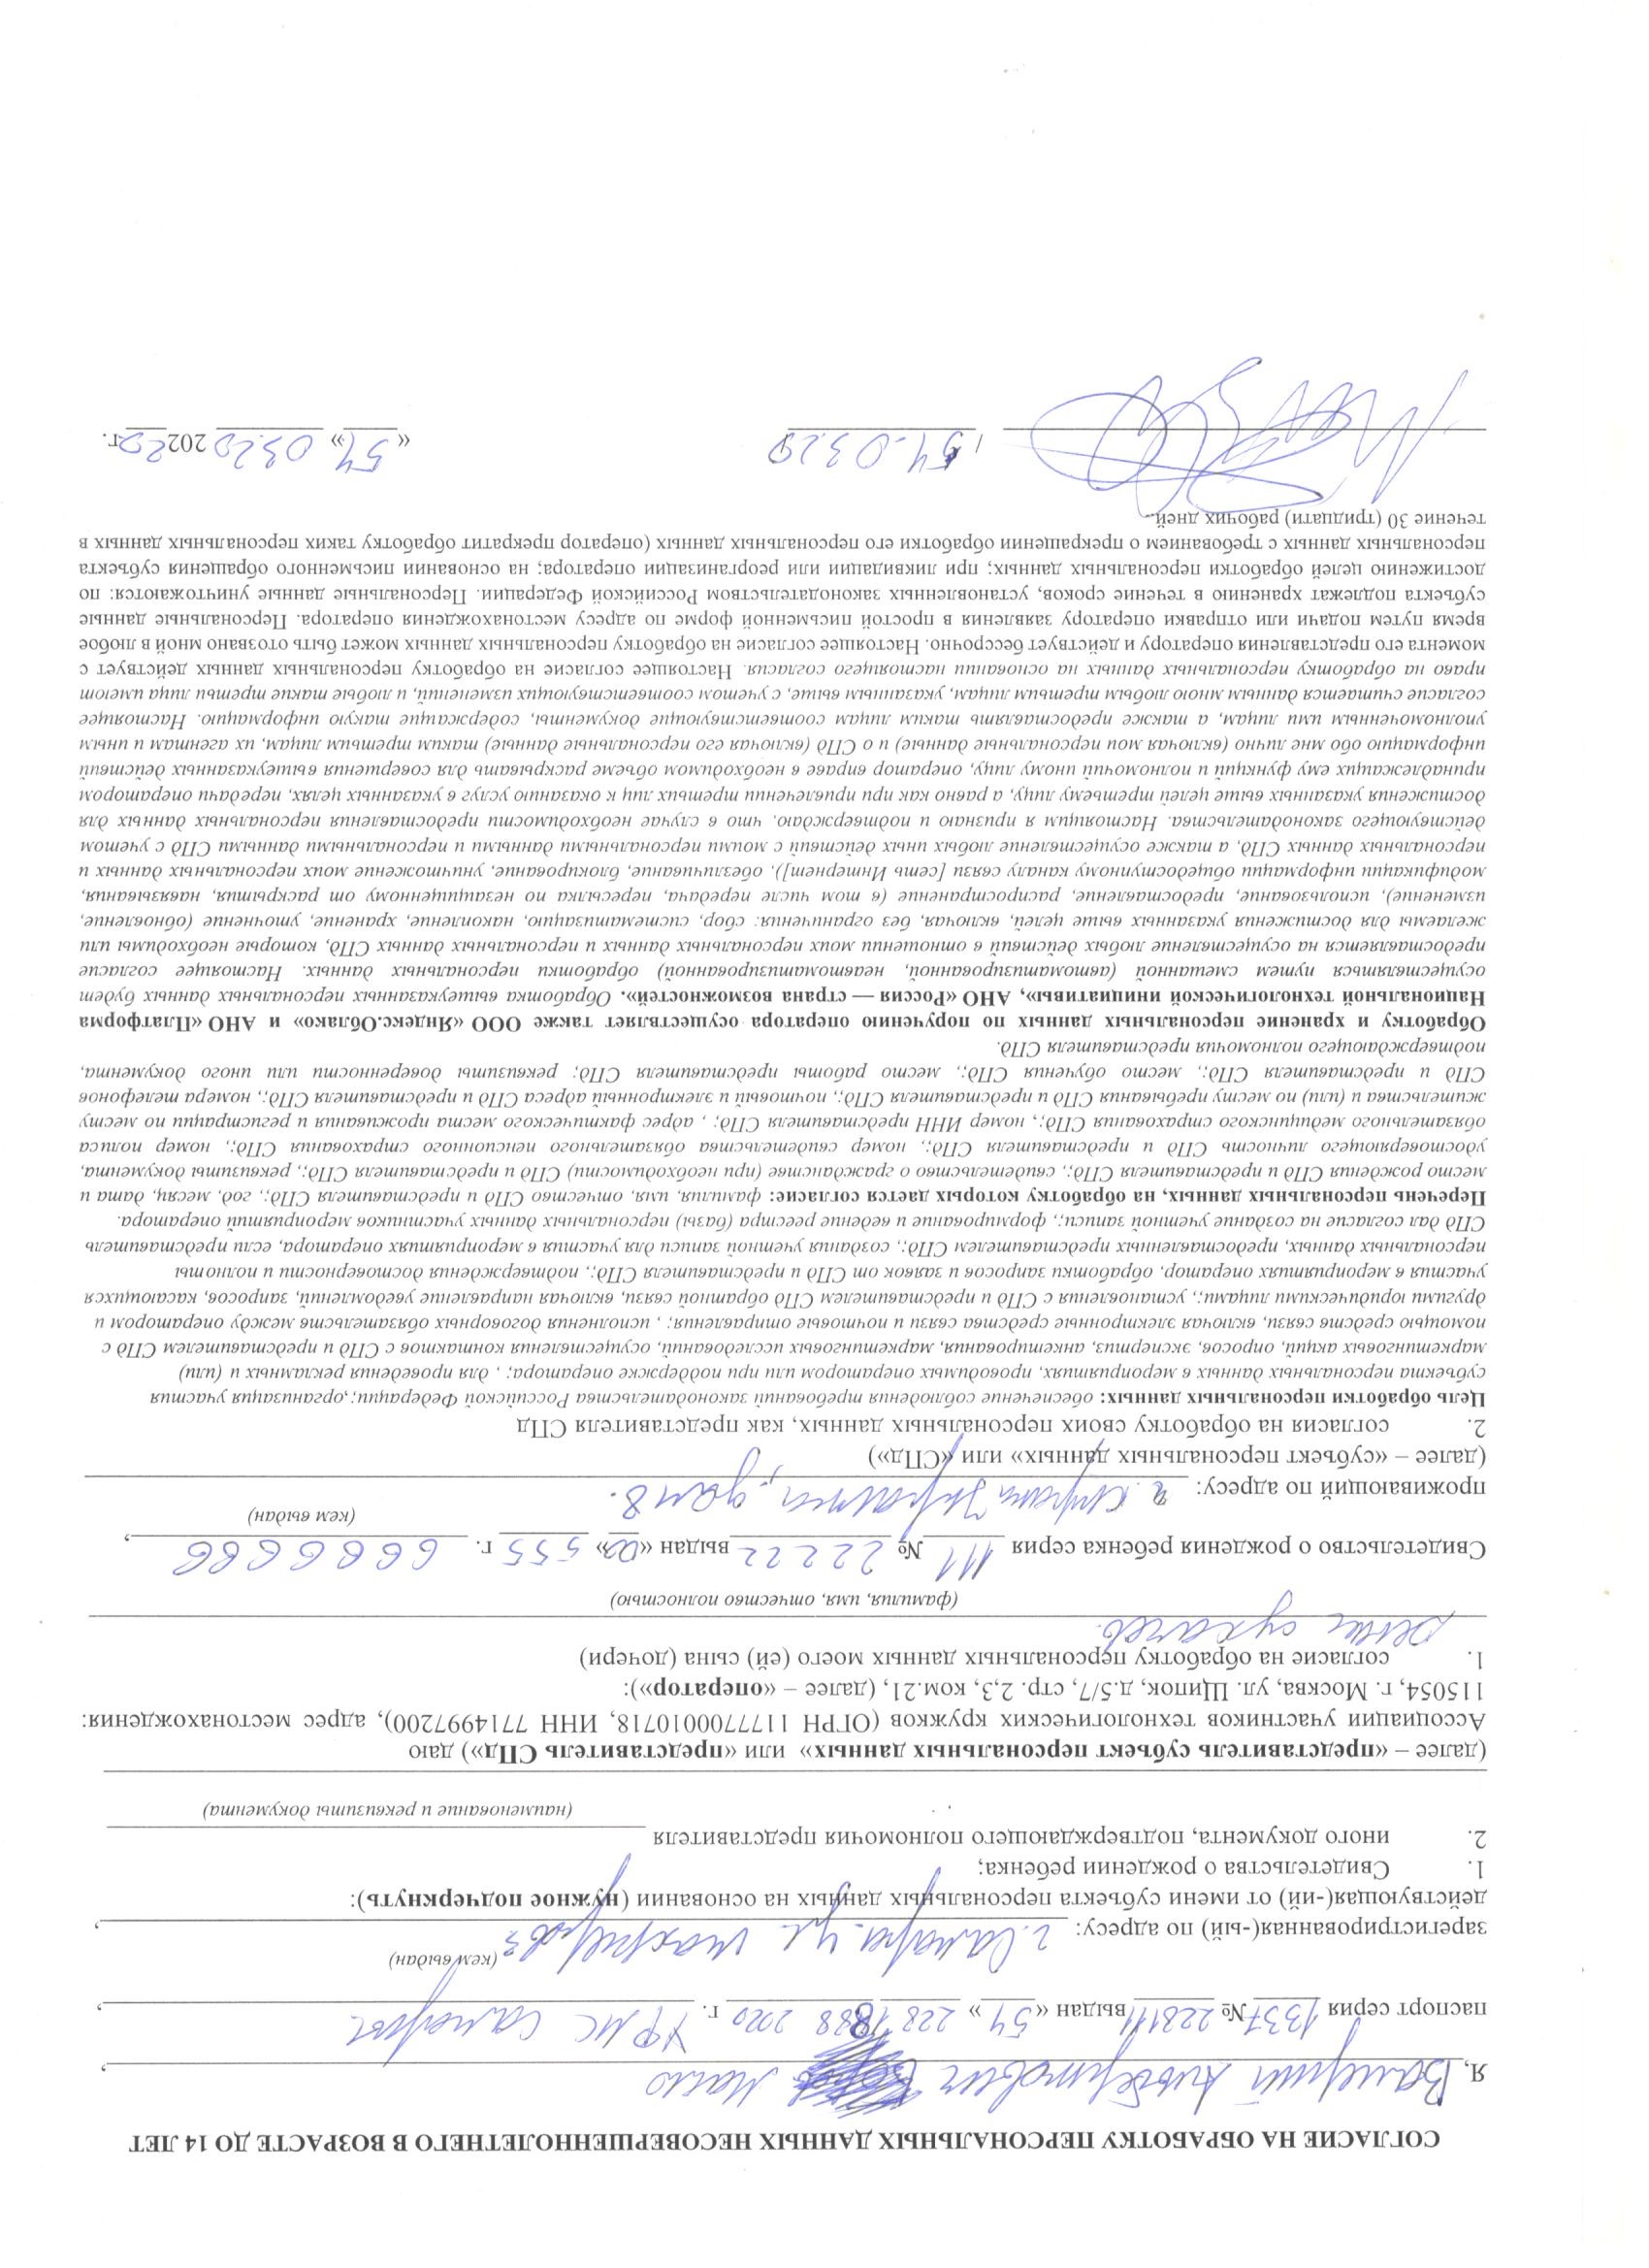 СОГЛАСИЕ НА ОБРАБОТКУ ПЕРСОНАЛЬНЫХ ДАННЫХ НЕСОВЕРШЕННОЛЕТНЕГО В ВОЗРАСТЕ ДО 14 ЛЕТ
Я, Валерий Альбертович,
паспорт серия 1337 № 228111 выдан «54» 228 1888 2020 г. УФМС Самары,
(кем выдан)
зарегистрированная(-ый) по адресу: г. Самара ул.,
действующая(-ий) от имени субъекта персональных данных на основании (нужное подчеркнуть):
1. Свидетельства о рождении ребенка;
2. иного документа, подтверждающего полномочия представителя
(наименование и реквизиты документа)
(далее – «представитель субъект персональных данных» или «представитель СПд») даю
Ассоциации участников технологических кружков (ОГРН 1177700010718, ИНН 7714997200), адрес местонахождения:
115054, г. Москва, ул. Щипок, д.5/7, стр. 2,3, ком.21, (далее – «оператор»):
1. согласие на обработку персональных данных моего (ей) сына (дочери)
сухачев.
(фамилия, имя, отчество полностью)
Свидетельство о рождения ребенка серия 111 № 22222 выдан «03» 555 г. 6666666,
(кем выдан)
проживающий по адресу: г. дом 8.
(далее – «субъект персональных данных» или «СПд»)
2. согласия на обработку своих персональных данных, как представителя СПд
Цель обработки персональных данных: обеспечение соблюдения требований законодательства Российской Федерации;,организация участия
субъекта персональных данных в мероприятиях, проводимых оператором или при поддержке оператора; , для проведения рекламных и (или)
маркетинговых акций, опросов, экспертиз, анкетирования, маркетинговых исследований, осуществления контактов с СПд и представителем СПд с
помощью средств связи, включая электронные средства связи и почтовые отправления; , исполнения договорных обязательств между оператором и
другими юридическими лицами;, установления с СПд и представителем СПд обратной связи, включая направление уведомлений, запросов, касающихся
участия в мероприятиях оператор, обработки запросов и заявок от СПд и представителя СПд;, подтверждения достоверности и полноты
персональных данных, предоставленных представителем СПд;, создания учетной записи для участия в мероприятиях оператора, если представитель
СПд дал согласие на создание учетной записи;, формирование и ведение реестра (базы) персональных данных участников мероприятий оператора.
Перечень персональных данных, на обработку которых дается согласие: фамилия, имя, отчество СПд и представителя СПд;, год, месяц, дата и
место рождения СПд и представителя СПд;, свидетельство о гражданстве (при необходимости) СПд и представителя СПд;, реквизиты документа,
удостоверяющего личность СПд и представителя СПд;, номер свидетельства обязательного пенсионного страхования СПд;, номер полиса
обязательного медицинского страхования СПд;, номер ИНН представителя СПд; , адрес фактического места проживания и регистрации по месту
жительства и (или) по месту пребывания СПд и представителя СПд;, почтовый и электронный адреса СПд и представителя СПд;, номера телефонов
СПд и представителя СПд;, место обучения СПд;, место работы представителя СПд; реквизиты доверенности или иного документа,
подтверждающего полномочия представителя СПд.
Обработку и хранение персональных данных по поручению оператора осуществляет также ООО «Яндекс.Облако» и АНО «Платформа
Национальной технологической инициативы», АНО «Россия — страна возможностей». Обработка вышеуказанных персональных данных будет
осуществляться путем смешанной (автоматизированной, неавтоматизированной) обработки персональных данных. Настоящее согласие
предоставляется на осуществление любых действий в отношении моих персональных данных и персональных данных СПд, которые необходимы или
желаемы для достижения указанных выше целей, включая, без ограничения: сбор, систематизацию, накопление, хранение, уточнение (обновление,
изменение), использование, предоставление, распространение (в том числе передача, пересылка по незащищенному от раскрытия, навязывания,
модификации информации общедоступному каналу связи [сеть Интернет]), обезличивание, блокирование, уничтожение моих персональных данных и
персональных данных СПд, а также осуществление любых иных действий с моими персональными данными и персональными данными СПд с учетом
действующего законодательства. Настоящим я признаю и подтверждаю, что в случае необходимости предоставления персональных данных для
достижения указанных выше целей третьему лицу, а равно как при привлечении третьих лиц к оказанию услуг в указанных целях, передачи оператором
принадлежащих ему функций и полномочий иному лицу, оператор вправе в необходимом объеме раскрывать для совершения вышеуказанных действий
информацию обо мне лично (включая мои персональные данные) и о СПд (включая его персональные данные) таким третьим лицам, их агентам и иным
уполномоченным ими лицам, а также предоставлять таким лицам соответствующие документы, содержащие такую информацию. Настоящее
согласие считается данным мною любым третьим лицам, указанным выше, с учетом соответствующих изменений, и любые такие третьи лица имеют
право на обработку персональных данных на основании настоящего согласия. Настоящее согласие на обработку персональных данных действует с
момента его представления оператору и действует бессрочно. Настоящее согласие на обработку персональных данных может быть отозвано мной в любое
время путем подачи или отправки оператору заявления в простой письменной форме по адресу местонахождения оператора. Персональные данные
субъекта подлежат хранению в течение сроков, установленных законодательством Российской Федерации. Персональные данные уничтожаются: по
достижению целей обработки персональных данных; при ликвидации или реорганизации оператора; на основании письменного обращения субъекта
персональных данных с требованием о прекращении обработки его персональных данных (оператор прекратит обработку таких персональных данных в
течение 30 (тридцати) рабочих дней.
/ 54.03.20 / «54» 03.20 202 г.